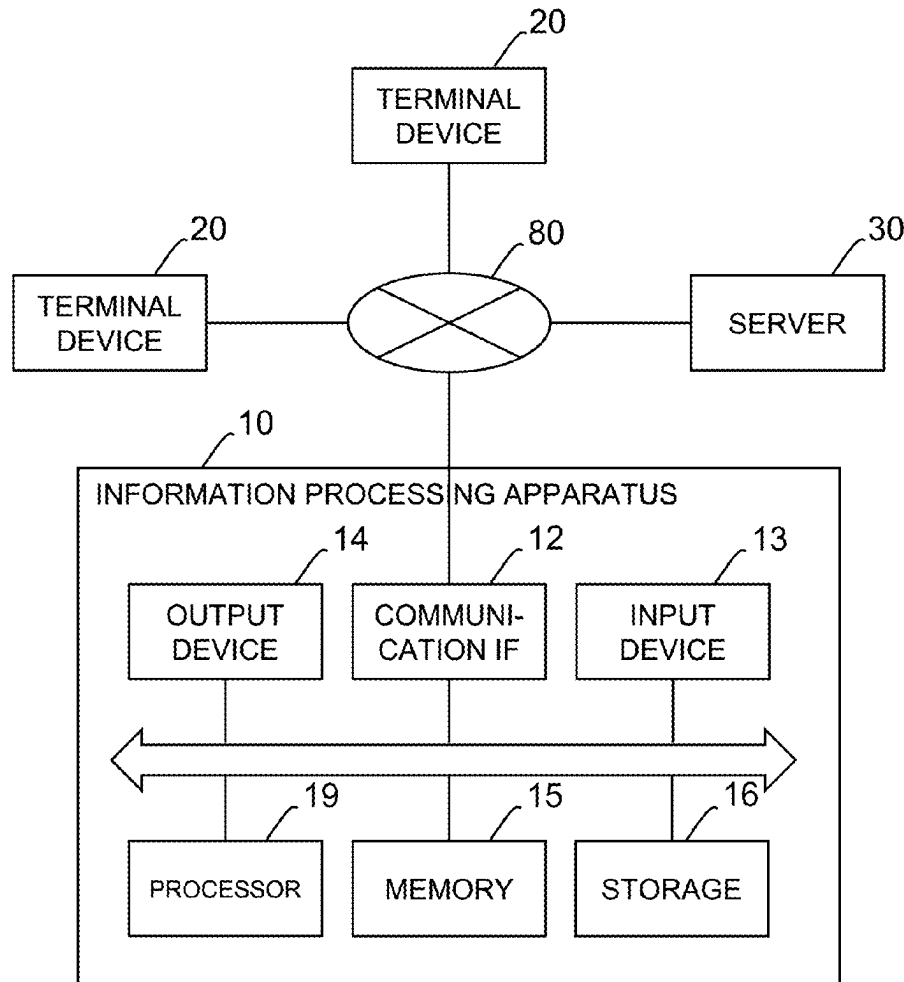 20
TERMINAL
DEVICE
20
80
30
TERMINAL
DEVICE
SERVER
10
INFORMATION PROCESSING APPARATUS
14
12
13
OUTPUT
DEVICE
COMMUNI-
CATION IF
INPUT
DEVICE
19
15
16
PROCESSOR
MEMORY
STORAGE